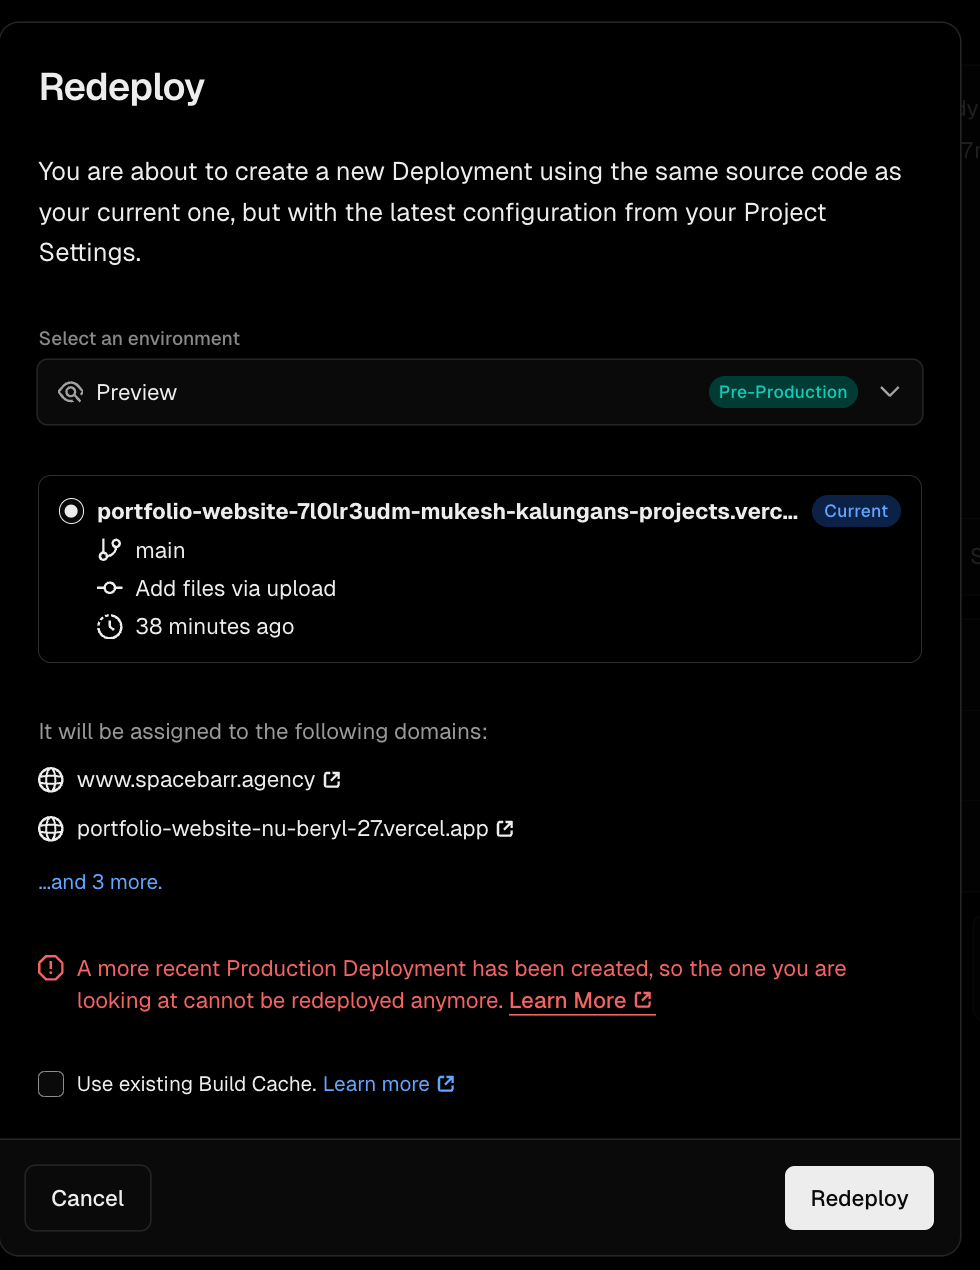 Redeploy
You are about to create a new Deployment using the same source code as
your current one, but with the latest configuration from your Project
Settings.
Select an environment
Preview
Pre-Production
portfolio-website-7l0lr3udm-mukesh-kalungans-projects.verc...
Current
main
Add files via upload
38 minutes ago
It will be assigned to the following domains:
www.spacebarr.agency
portfolio-website-nu-beryl-27.vercel.app
...and 3 more.
A more recent Production Deployment has been created, so the one you are
looking at cannot be redeployed anymore. Learn More
Use existing Build Cache. Learn more
Cancel
Redeploy